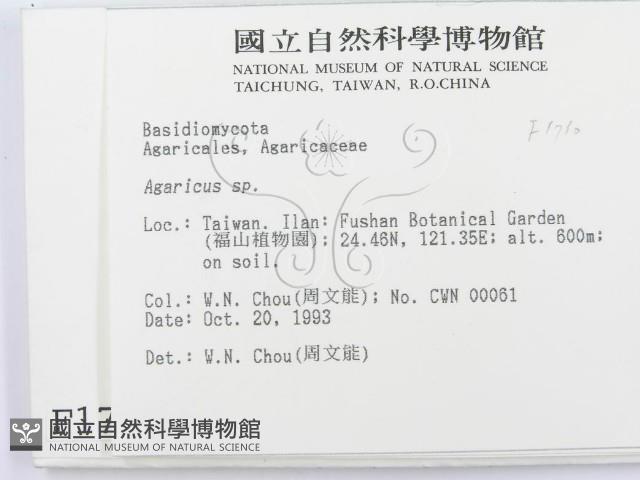 國立自然科學博物館
NATIONAL MUSEUM OF NATURAL SCIENCE
TAICHUNG, TAIWAN, R.O.CHINA
F1710
Basidiomycota
Agaricales, Agaricaceae
Agaricus sp.
Loc.: Taiwan. Ilan: Fushan Botanical Garden
(福山植物園); 24.46N, 121.35E; alt. 600m;
on soil.
Col.: W.N. Chou(周文能); No. CWN 00061
Date: Oct. 20, 1993
Det.: W.N. Chou(周文能)
國立自然科學博物館
NATIONAL MUSEUM OF NATURAL SCIENCE